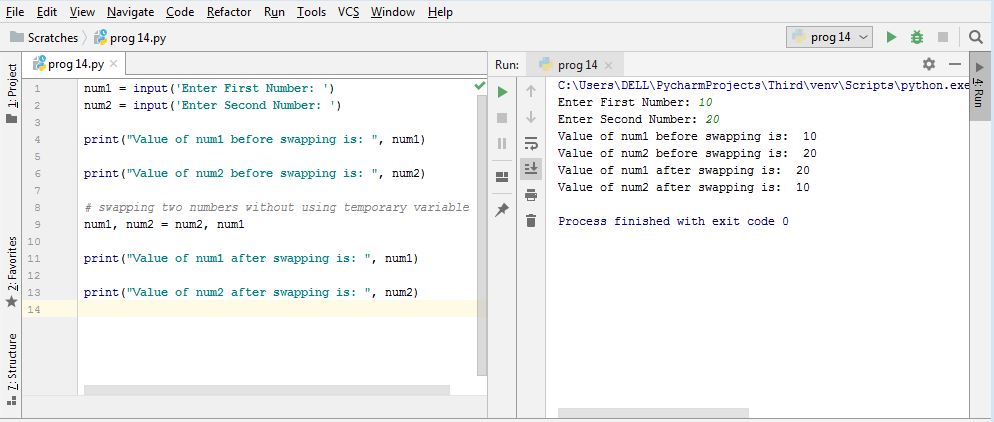 File Edit View Navigate Code Refactor Run Tools VCS Window Help
Scratches prog 14.py prog 14
1: Project
2: Favorites
7: Structure
prog 14.py
1 num1 = input('Enter First Number: ')
2 num2 = input('Enter Second Number: ')
3
4 print("Value of num1 before swapping is: ", num1)
5
6 print("Value of num2 before swapping is: ", num2)
7
8 # swapping two numbers without using temporary variable
9 num1, num2 = num2, num1
10
11 print("Value of num1 after swapping is: ", num1)
12
13 print("Value of num2 after swapping is: ", num2)
14
Run: prog 14
C:\Users\DELL\PycharmProjects\Third\venv\Scripts\python.exe
Enter First Number: 10
Enter Second Number: 20
Value of num1 before swapping is:  10
Value of num2 before swapping is:  20
Value of num1 after swapping is:  20
Value of num2 after swapping is:  10
Process finished with exit code 0
4: Run